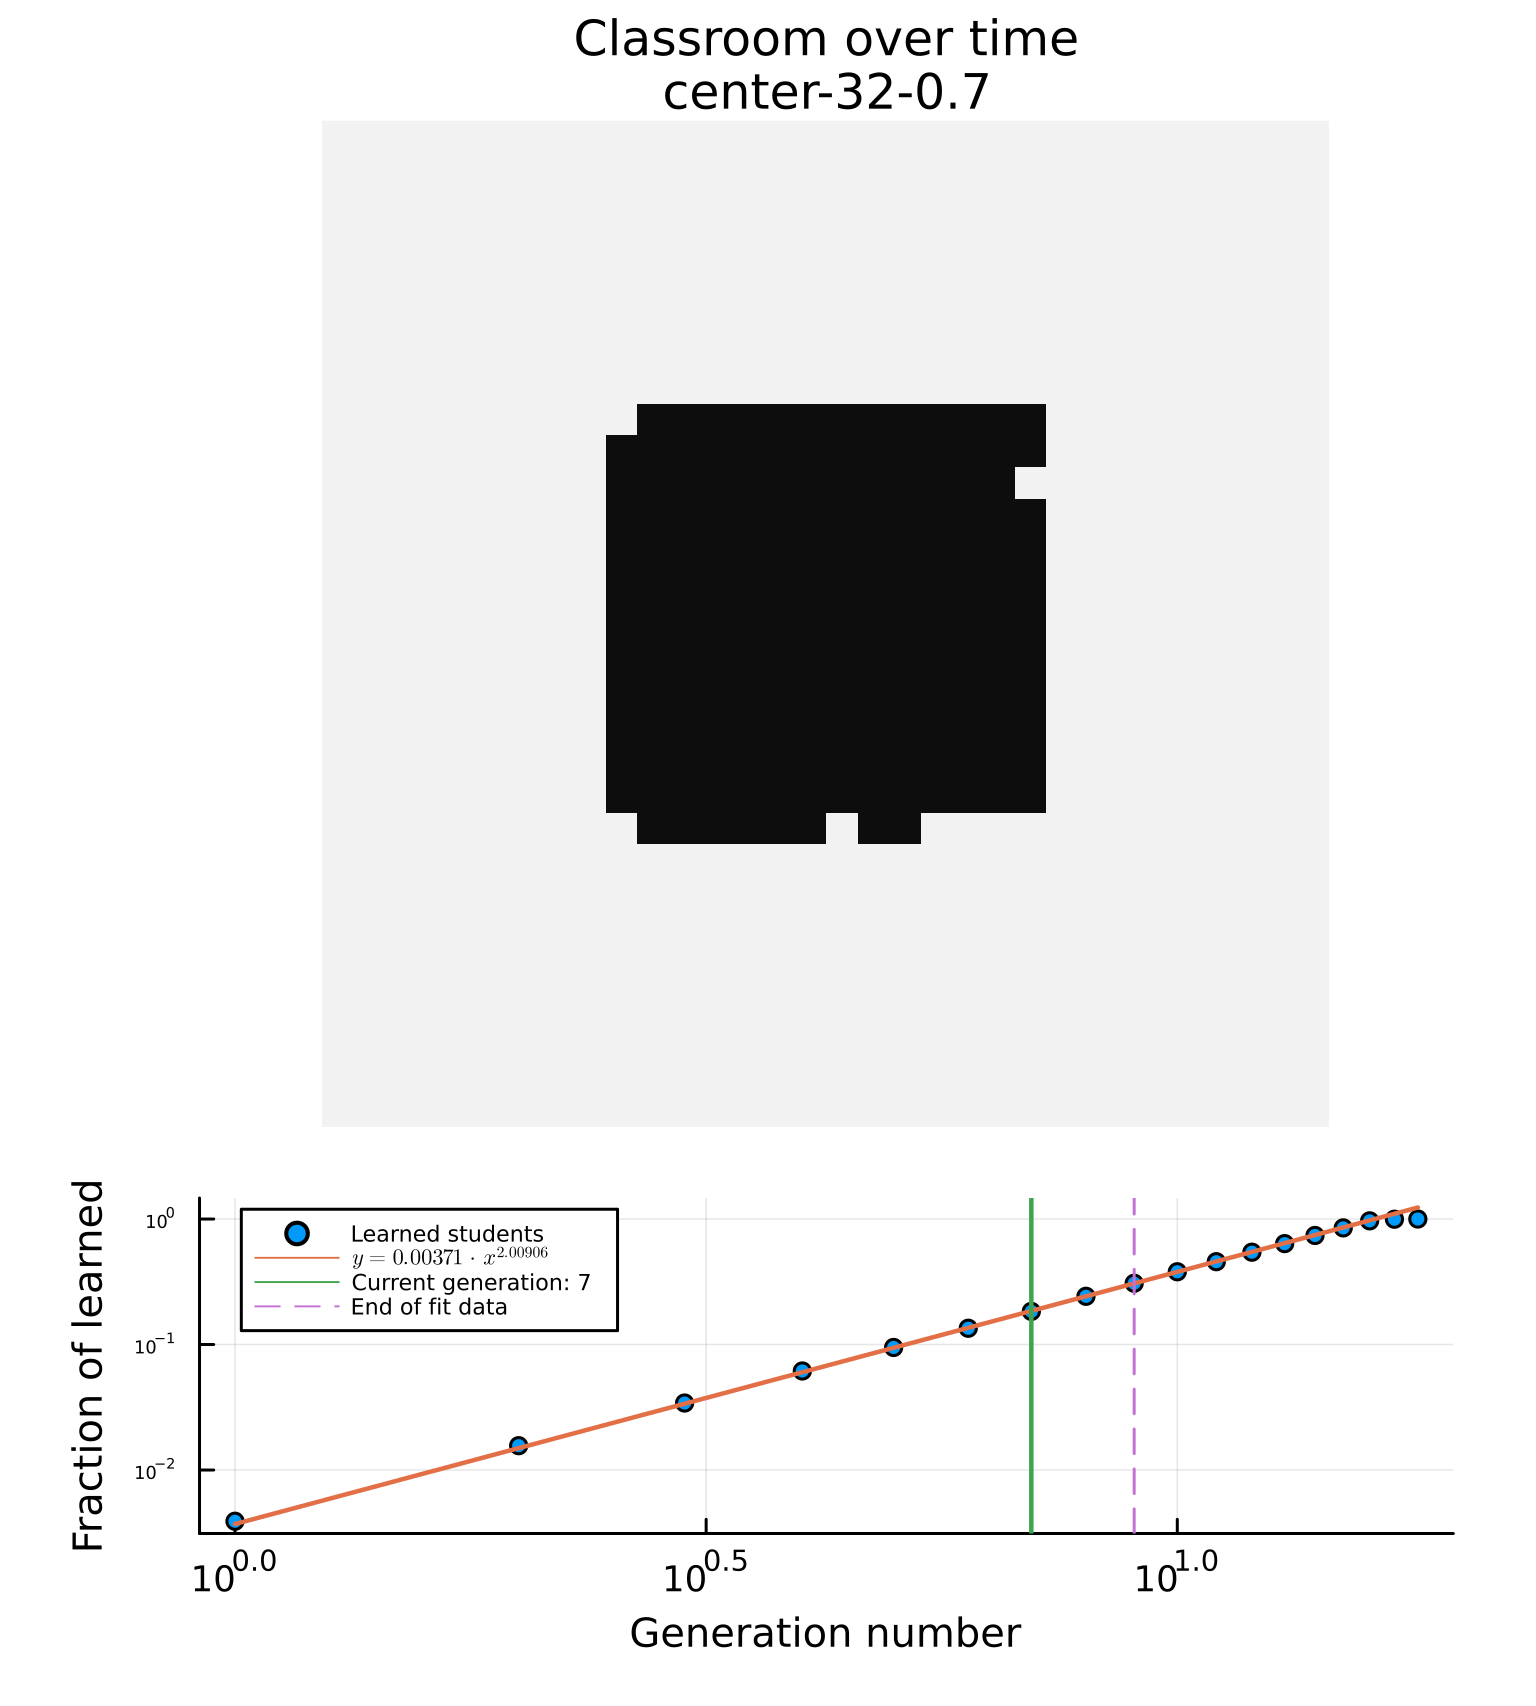 Classroom over time
center-32-0.7
Fraction of learned
10^0
10^-1
10^-2
Learned students
y = 0.00371 · x^2.00906
Current generation: 7
End of fit data
10^0.0
10^0.5
10^1.0
Generation number